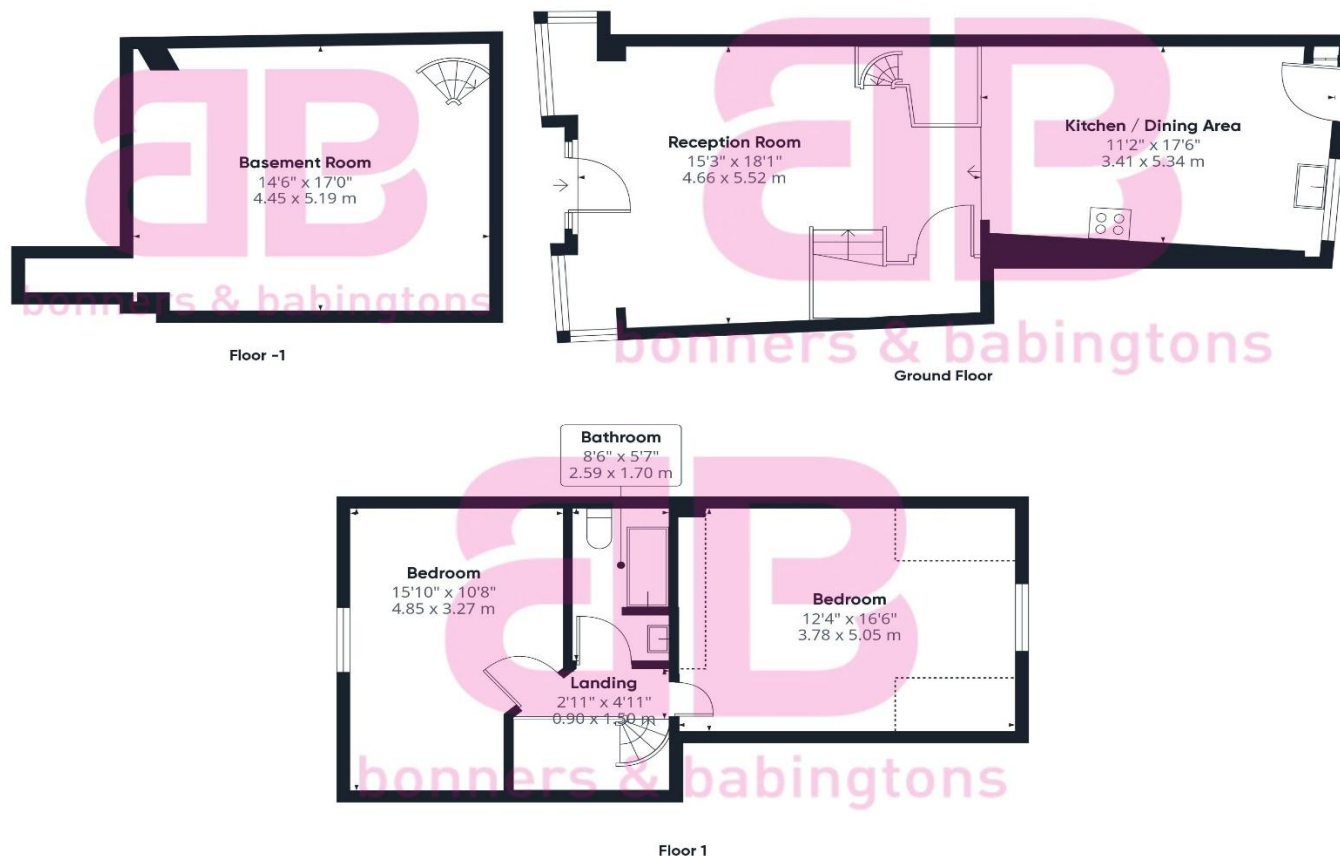 Basement Room
14'6" x 17'0"
4.45 x 5.19 m
bonners & babingtons
Floor -1
Reception Room
15'3" x 18'1"
4.66 x 5.52 m
Kitchen / Dining Area
11'2" x 17'6"
3.41 x 5.34 m
bonners & babingtons
Ground Floor
Bathroom
8'6" x 5'7"
2.59 x 1.70 m
Bedroom
15'10" x 10'8"
4.85 x 3.27 m
Bedroom
12'4" x 16'6"
3.78 x 5.05 m
Landing
2'11" x 4'11"
0.90 x 1.50 m
bonners & babingtons
Floor 1